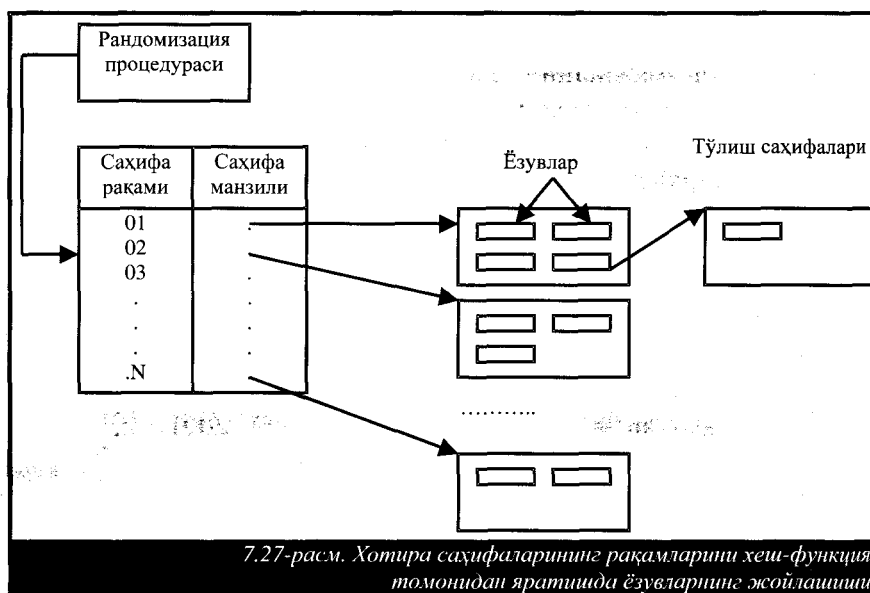 Рандомизация
процедураси
Саҳифа
рақами
Саҳифа
манзили
01
02
03
.
.
.
.N
Ёзувлар
Тўлиш саҳифалари
...........
7.27-расм. Хотира саҳифаларининг рақамларини хеш-функция
томонидан яратишда ёзувларнинг жойлашиши